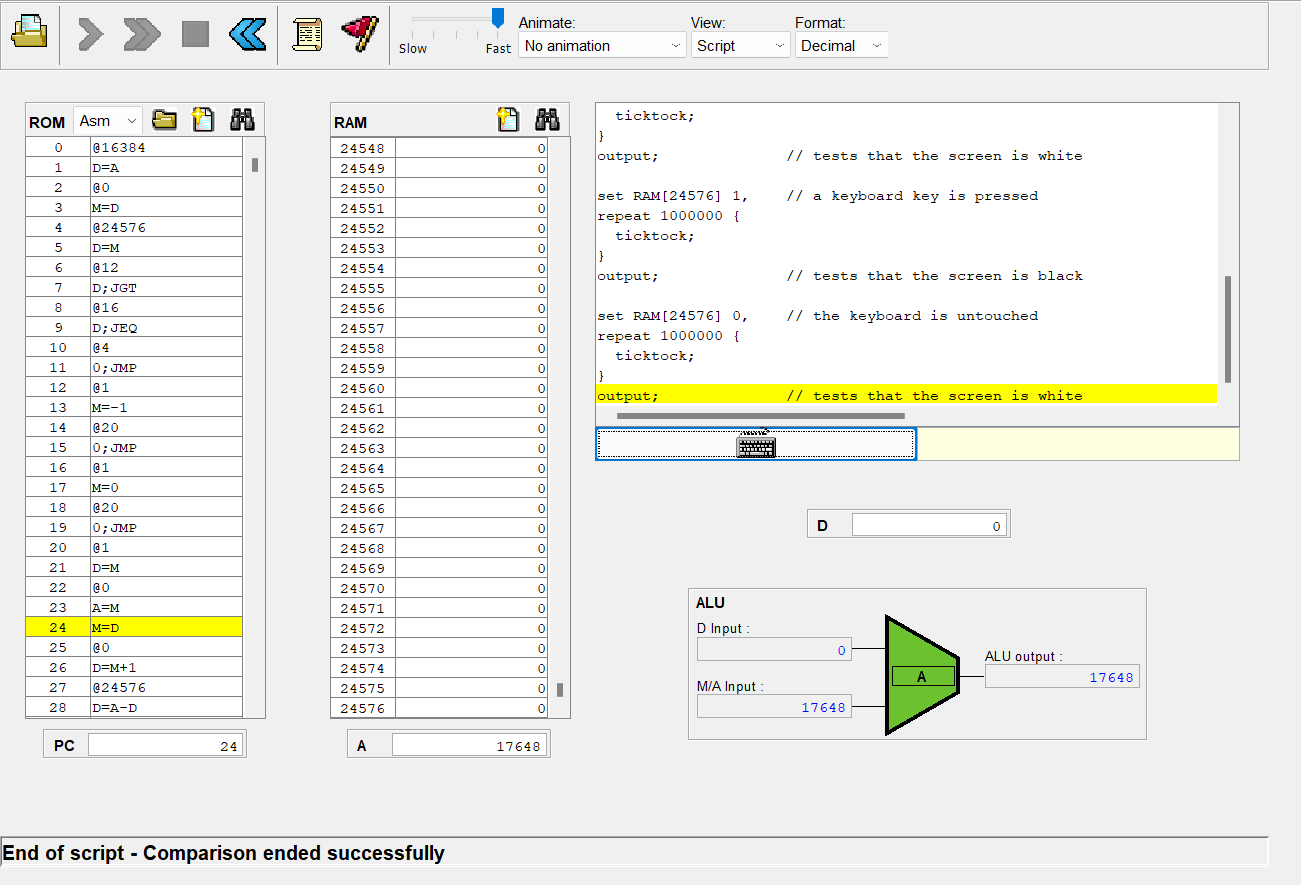 Animate: View: Format:
Slow Fast No animation Script Decimal
ROM Asm
0 @16384
1 D=A
2 @0
3 M=D
4 @24576
5 D=M
6 @12
7 D;JGT
8 @16
9 D;JEQ
10 @4
11 0;JMP
12 @1
13 M=-1
14 @20
15 0;JMP
16 @1
17 M=0
18 @20
19 0;JMP
20 @1
21 D=M
22 @0
23 A=M
24 M=D
25 @0
26 D=M+1
27 @24576
28 D=A-D
PC 24
RAM
24548 0
24549 0
24550 0
24551 0
24552 0
24553 0
24554 0
24555 0
24556 0
24557 0
24558 0
24559 0
24560 0
24561 0
24562 0
24563 0
24564 0
24565 0
24566 0
24567 0
24568 0
24569 0
24570 0
24571 0
24572 0
24573 0
24574 0
24575 0
24576 0
A 17648
ticktock;
}
output; // tests that the screen is white
set RAM[24576] 1, // a keyboard key is pressed
repeat 1000000 {
ticktock;
}
output; // tests that the screen is black
set RAM[24576] 0, // the keyboard is untouched
repeat 1000000 {
ticktock;
}
output; // tests that the screen is white
D 0
ALU
D Input :
0
M/A Input :
17648
A
ALU output :
17648
End of script - Comparison ended successfully